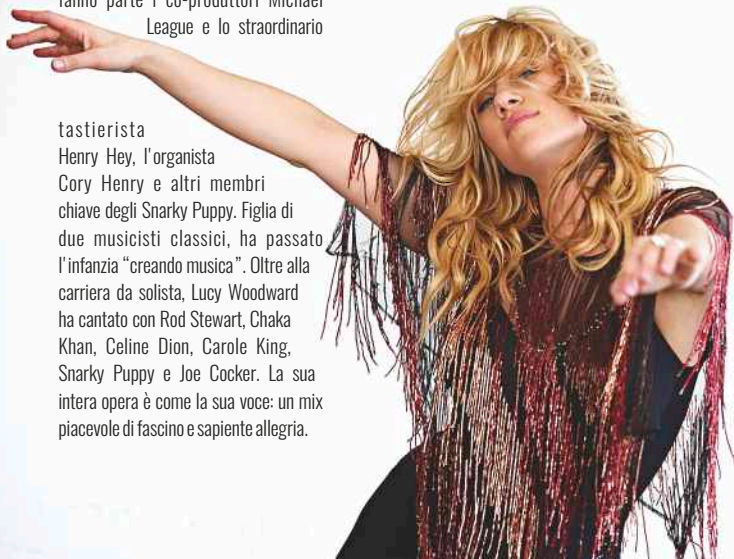 fanno parte i co-produttori Michael
League e lo straordinario
tastierista
Henry Hey, l'organista
Cory Henry e altri membri
chiave degli Snarky Puppy. Figlia di
due musicisti classici, ha passato
l'infanzia “creando musica”. Oltre alla
carriera da solista, Lucy Woodward
ha cantato con Rod Stewart, Chaka
Khan, Celine Dion, Carole King,
Snarky Puppy e Joe Cocker. La sua
intera opera è come la sua voce: un mix
piacevole di fascino e sapiente allegria.